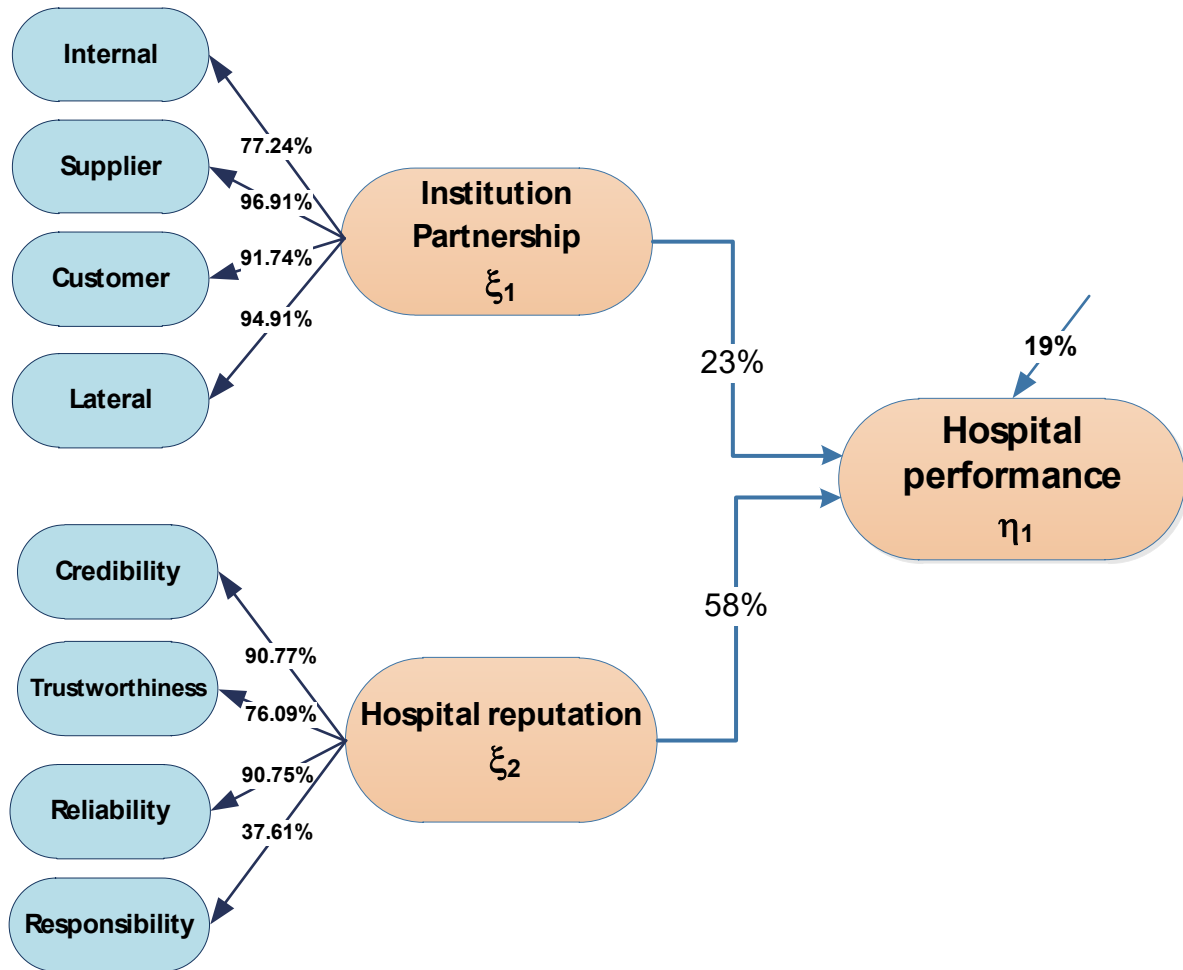 Internal
77.24%
Supplier
96.91%
Customer
91.74%
Lateral
94.91%
Institution
Partnership
ξ1
23%
19%
Hospital
performance
η1
58%
Credibility
90.77%
Trustworthiness
76.09%
Reliability
90.75%
Responsibility
37.61%
Hospital reputation
ξ2